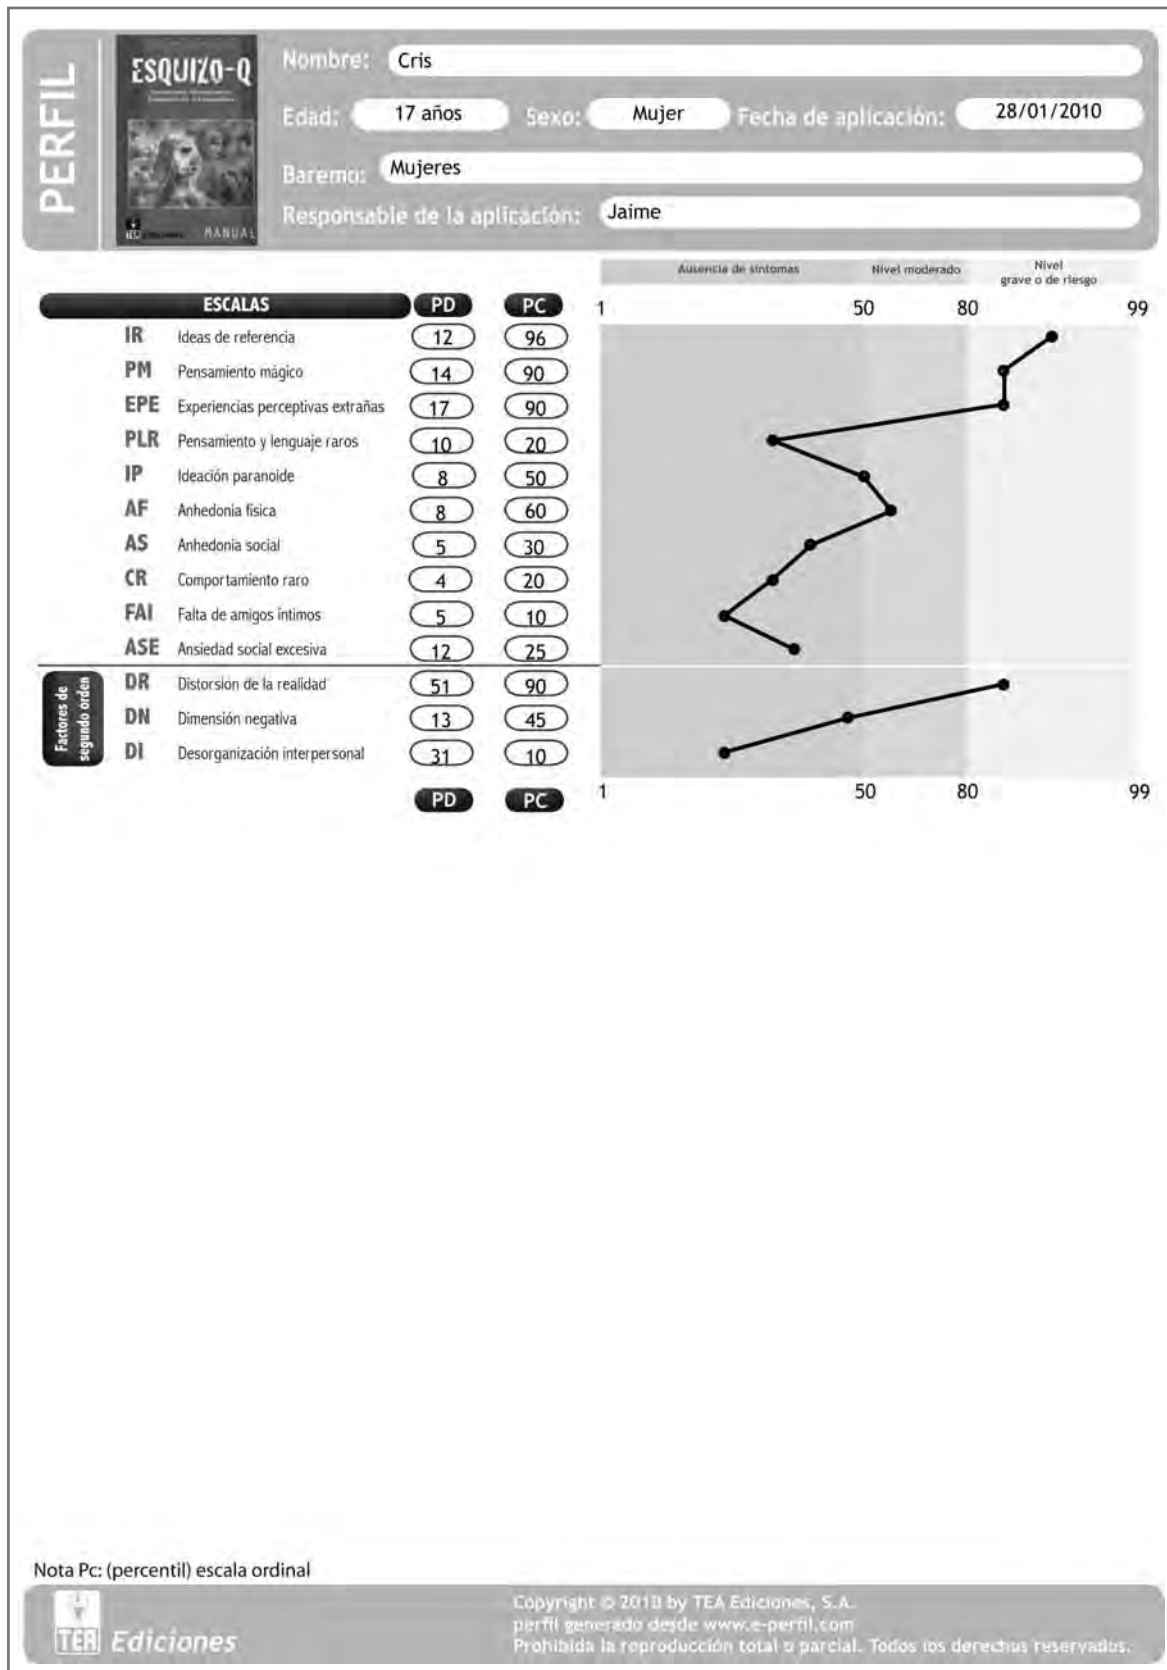 PERFIL
ESQUIZO-Q
MANUAL
Nombre: Cris
Edad: 17 años Sexo: Mujer Fecha de aplicación: 28/01/2010
Baremo: Mujeres
Responsable de la aplicación: Jaime
Ausencia de síntomas Nivel moderado Nivel grave o de riesgo
ESCALAS PD PC 1 50 80 99
IR Ideas de referencia 12 96
PM Pensamiento mágico 14 90
EPE Experiencias perceptivas extrañas 17 90
PLR Pensamiento y lenguaje raros 10 20
IP Ideación paranoide 8 50
AF Anhedonia física 8 60
AS Anhedonia social 5 30
CR Comportamiento raro 4 20
FAI Falta de amigos íntimos 5 10
ASE Ansiedad social excesiva 12 25
Factores de segundo orden
DR Distorsión de la realidad 51 90
DN Dimensión negativa 13 45
DI Desorganización interpersonal 31 10
PD PC 1 50 80 99
Nota Pc: (percentil) escala ordinal
TEA Ediciones
Copyright © 2010 by TEA Ediciones, S.A.
perfil generado desde www.e-perfil.com
Prohibida la reproducción total o parcial. Todos los derechos reservados.